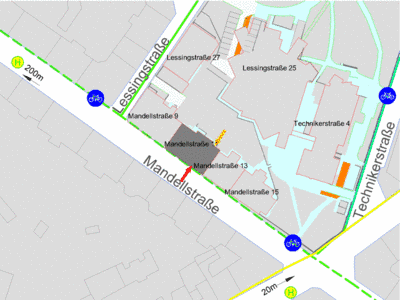 Lessingstraße
Lessingstraße 27
Lessingstraße 25
H
200m
Mandellstraße 9
Technikerstraße 4
Mandellstraße
Mandellstraße 13
Mandellstraße
Mandellstraße 15
Technikerstraße
20m
H